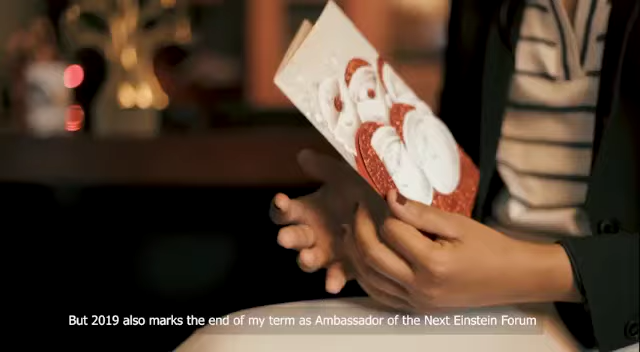 But 2019 also marks the end of my term as Ambassador of the Next Einstein Forum